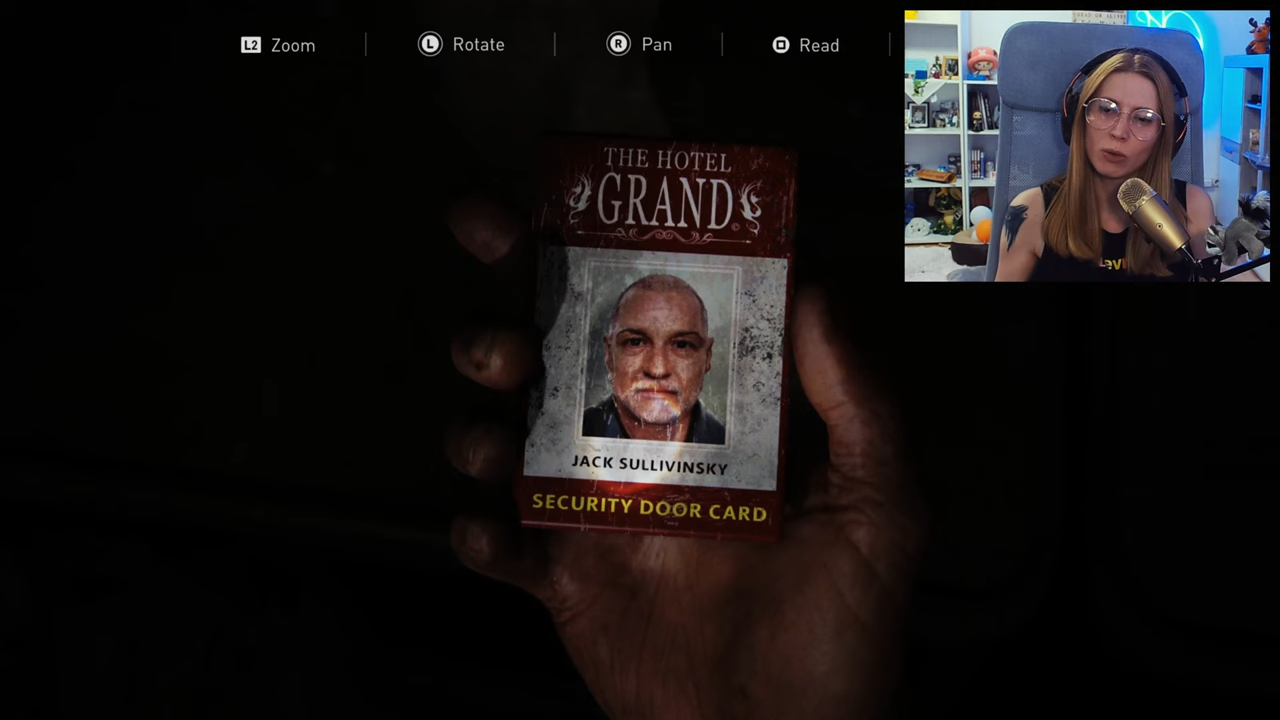 L2 Zoom
L Rotate
R Pan
Read
THE HOTEL
GRAND©
JACK SULLIVINSKY
SECURITY DOOR CARD